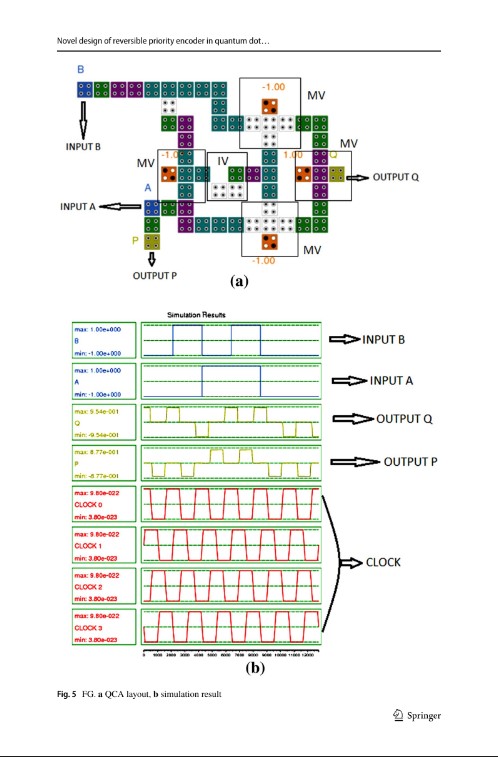 Novel design of reversible priority encoder in quantum dot…
B
-1.00
MV
INPUT B
MV
-1.0
IV
1.00
MV
Q
OUTPUT Q
A
INPUT A
P
MV
-1.00
OUTPUT P
(a)
Simulation Results
max: 1.00e+000
B
min: -1.00e+000
INPUT B
max: 1.00e+000
A
min: -1.00e+000
INPUT A
max: 9.54e-001
Q
min: -9.54e-001
OUTPUT Q
max: 8.77e-001
P
min: -8.77e-001
OUTPUT P
max: 9.80e-022
CLOCK 0
min: 3.80e-023
max: 9.80e-022
CLOCK 1
min: 3.80e-023
CLOCK
max: 9.80e-022
CLOCK 2
min: 3.80e-023
max: 9.80e-022
CLOCK 3
min: 3.80e-023
0 1000 2000 3000 4000 5000 6000 7000 8000 9000 10000 11000 12000
(b)
Fig. 5 FG. a QCA layout, b simulation result
Springer